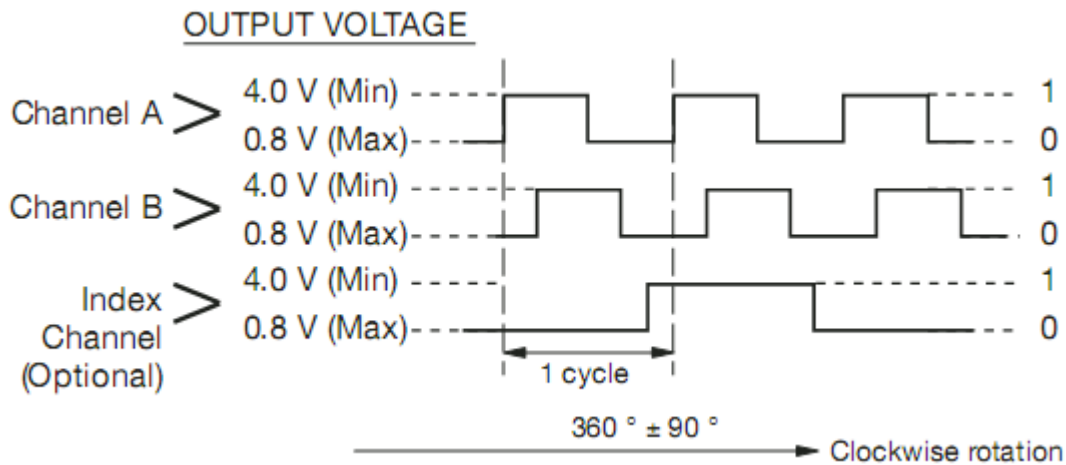 OUTPUT VOLTAGE
Channel A > 4.0 V (Min) 1
0.8 V (Max) 0
Channel B > 4.0 V (Min) 1
0.8 V (Max) 0
Index
Channel
(Optional) > 4.0 V (Min) 1
0.8 V (Max) 0
1 cycle
360 ° ± 90 °
Clockwise rotation